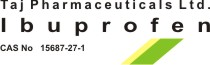 Taj Pharmaceuticals Ltd.
Ibuprofen
CAS No 15687-27-1